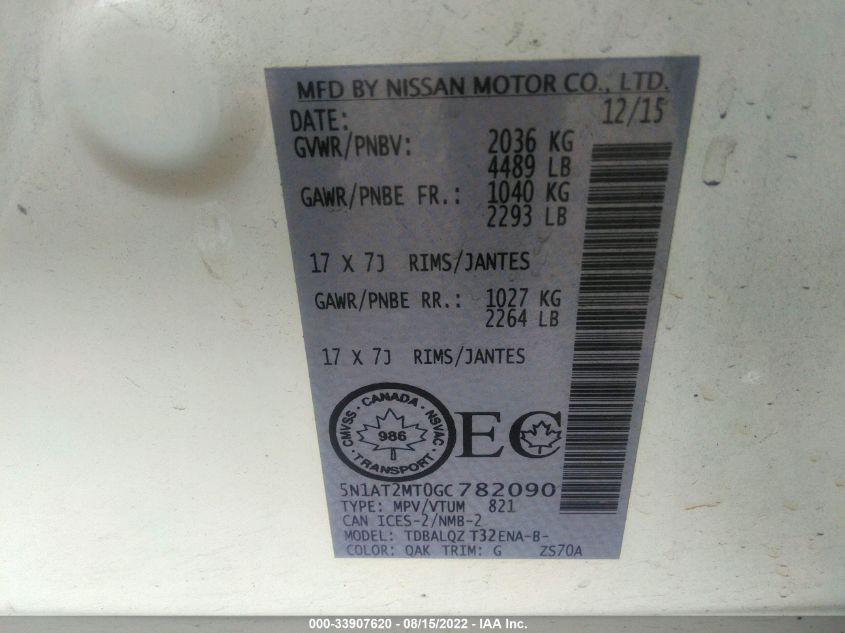 MFD BY NISSAN MOTOR CO., LTD.
DATE: 12/15
GVWR/PNBV: 2036 KG
4489 LB
GAWR/PNBE FR.: 1040 KG
2293 LB
17 X 7J RIMS/JANTES
GAWR/PNBE RR.: 1027 KG
2264 LB
17 X 7J RIMS/JANTES
CMVSS · CANADA · NSVAC
986
TRANSPORT
EC
5N1AT2MT0GC782090
TYPE: MPV/VTUM 821
CAN ICES-2/NMB-2
MODEL: TDBALQZ T32ENA-B-
COLOR: QAK TRIM: G ZS70A
000-33907620 - 08/15/2022 - IAA Inc.